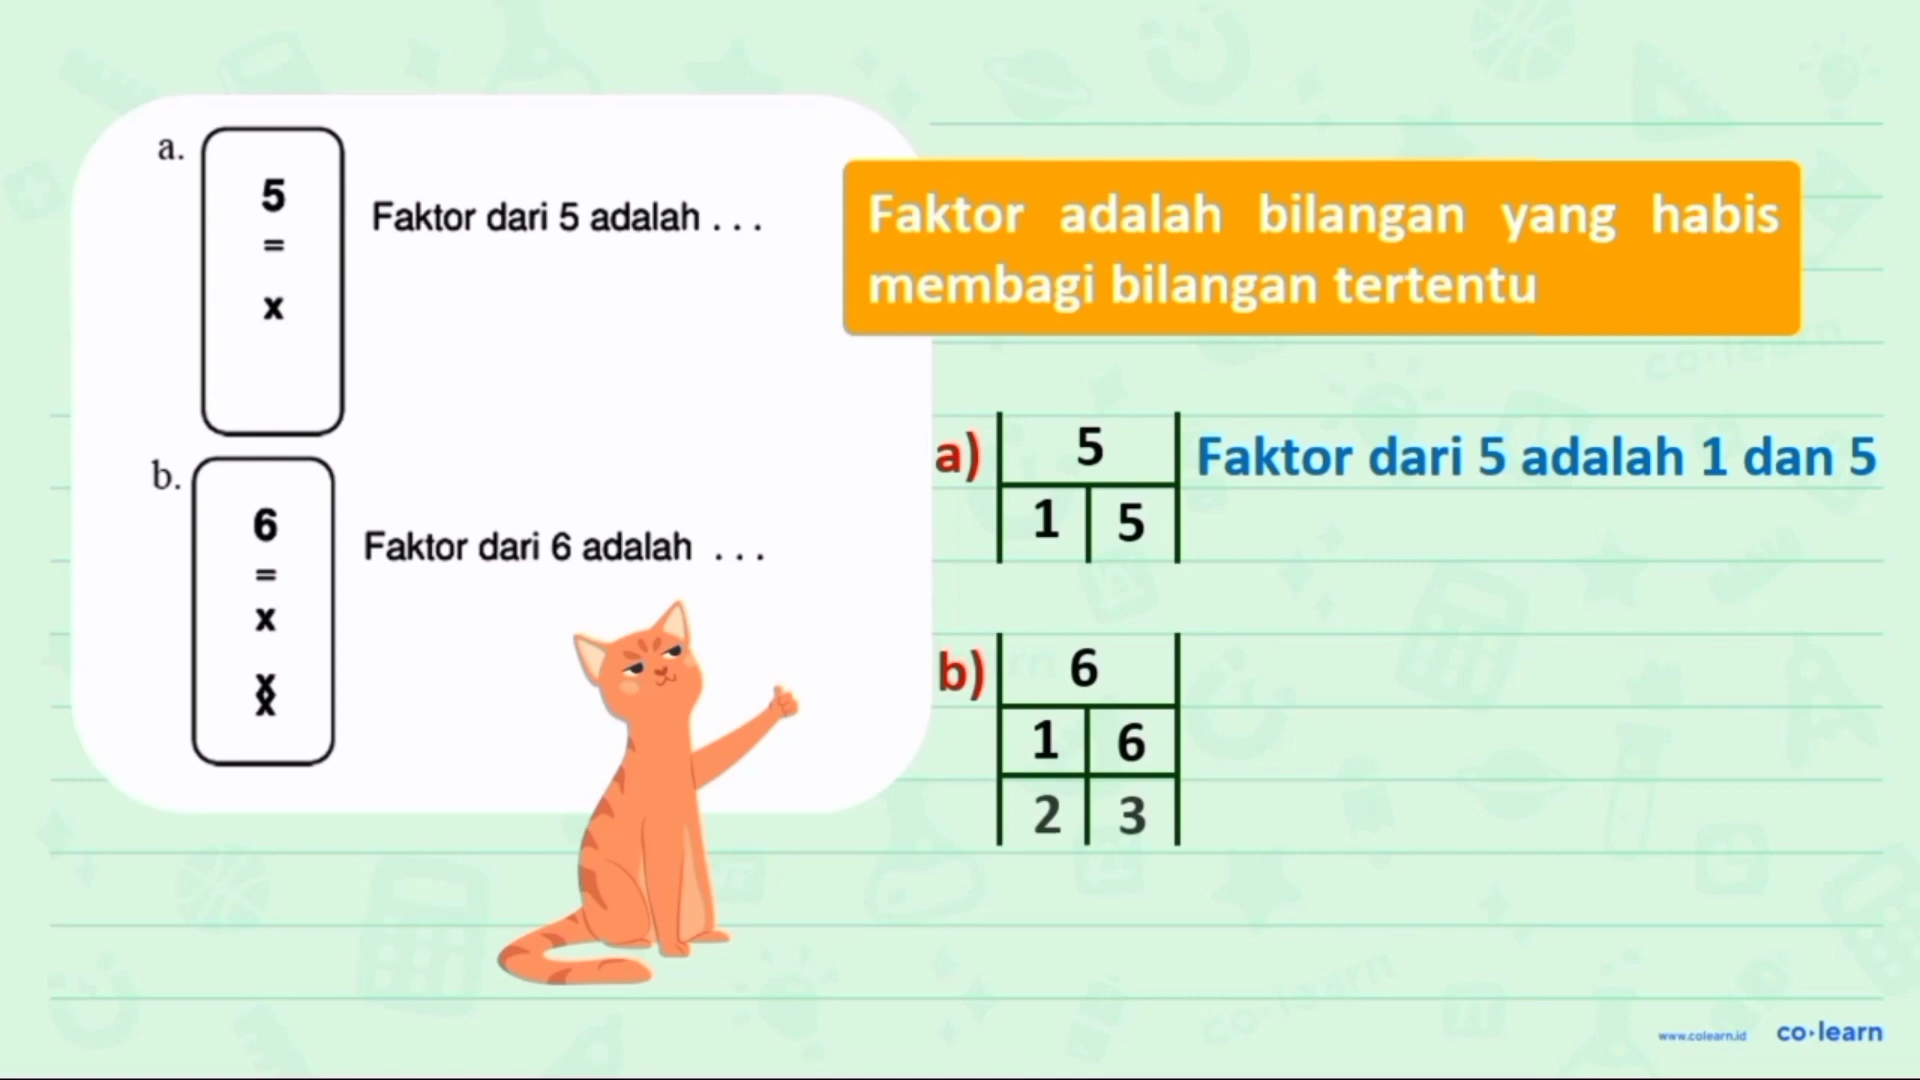 a.
5
=
x
Faktor dari 5 adalah . . .
b.
6
=
x
x
x
Faktor dari 6 adalah . . .
Faktor adalah bilangan yang habis
membagi bilangan tertentu
a)
5
1 5
Faktor dari 5 adalah 1 dan 5
b)
6
1 6
2 3
www.colearn.id co·learn